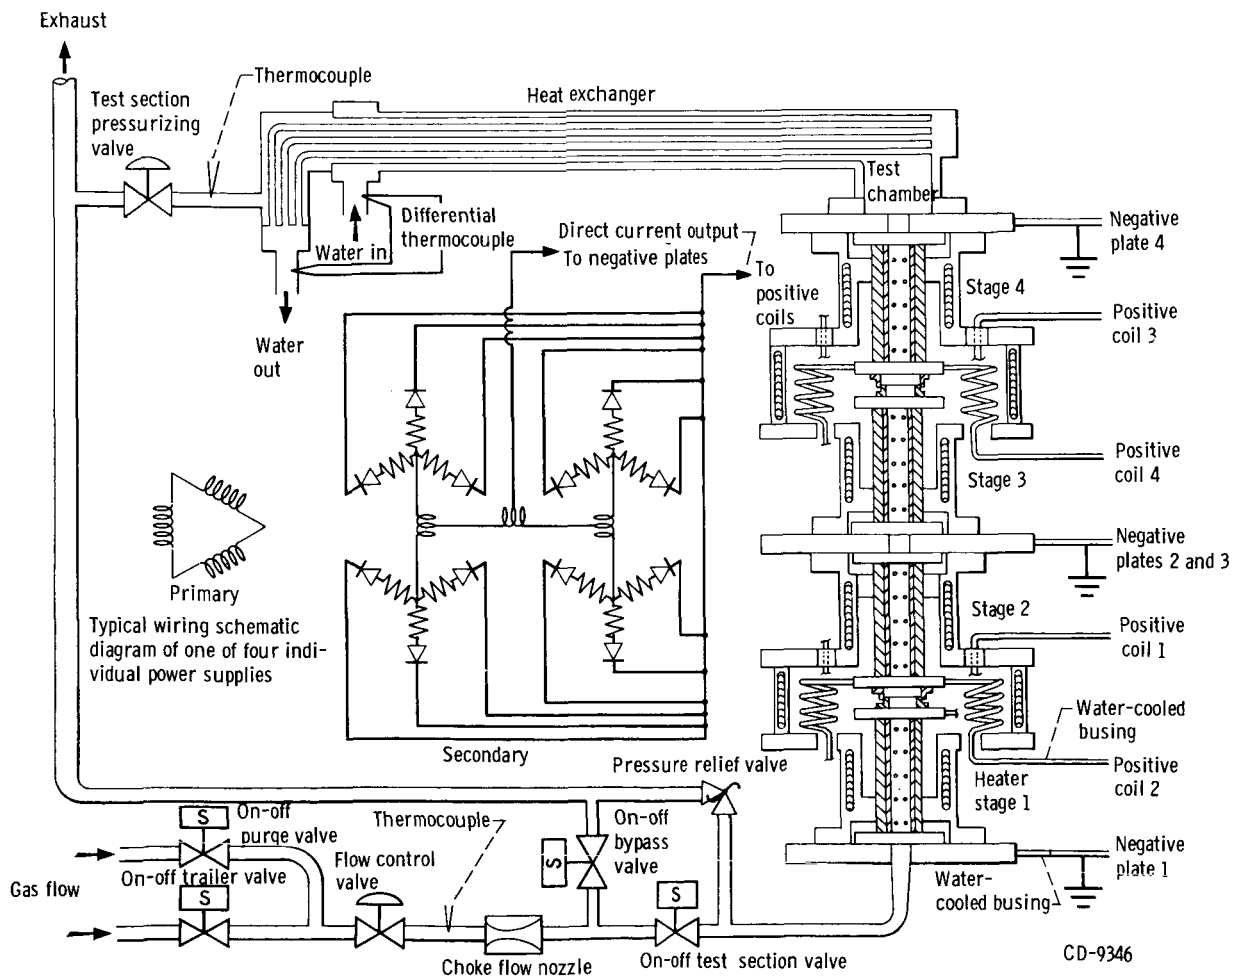 Exhaust
Thermocouple
Test section
pressurizing
valve
Heat exchanger
Test
chamber
Differential
thermocouple
Water in
Water
out
Direct current output
To negative plates
To
positive
coils
Negative
plate 4
Stage 4
Positive
coil 3
Positive
coil 4
Stage 3
Negative
plates 2 and 3
Stage 2
Positive
coil 1
Water-cooled
busing
Positive
coil 2
Heater
stage 1
Negative
plate 1
Water-
cooled busing
Primary
Typical wiring schematic
diagram of one of four indi-
vidual power supplies
Secondary
Pressure relief valve
S
On-off
purge valve
Thermocouple
On-off
bypass
valve
S
On-off trailer valve
Flow control
valve
Gas flow
S
S
Choke flow nozzle
On-off test section valve
CD-9346